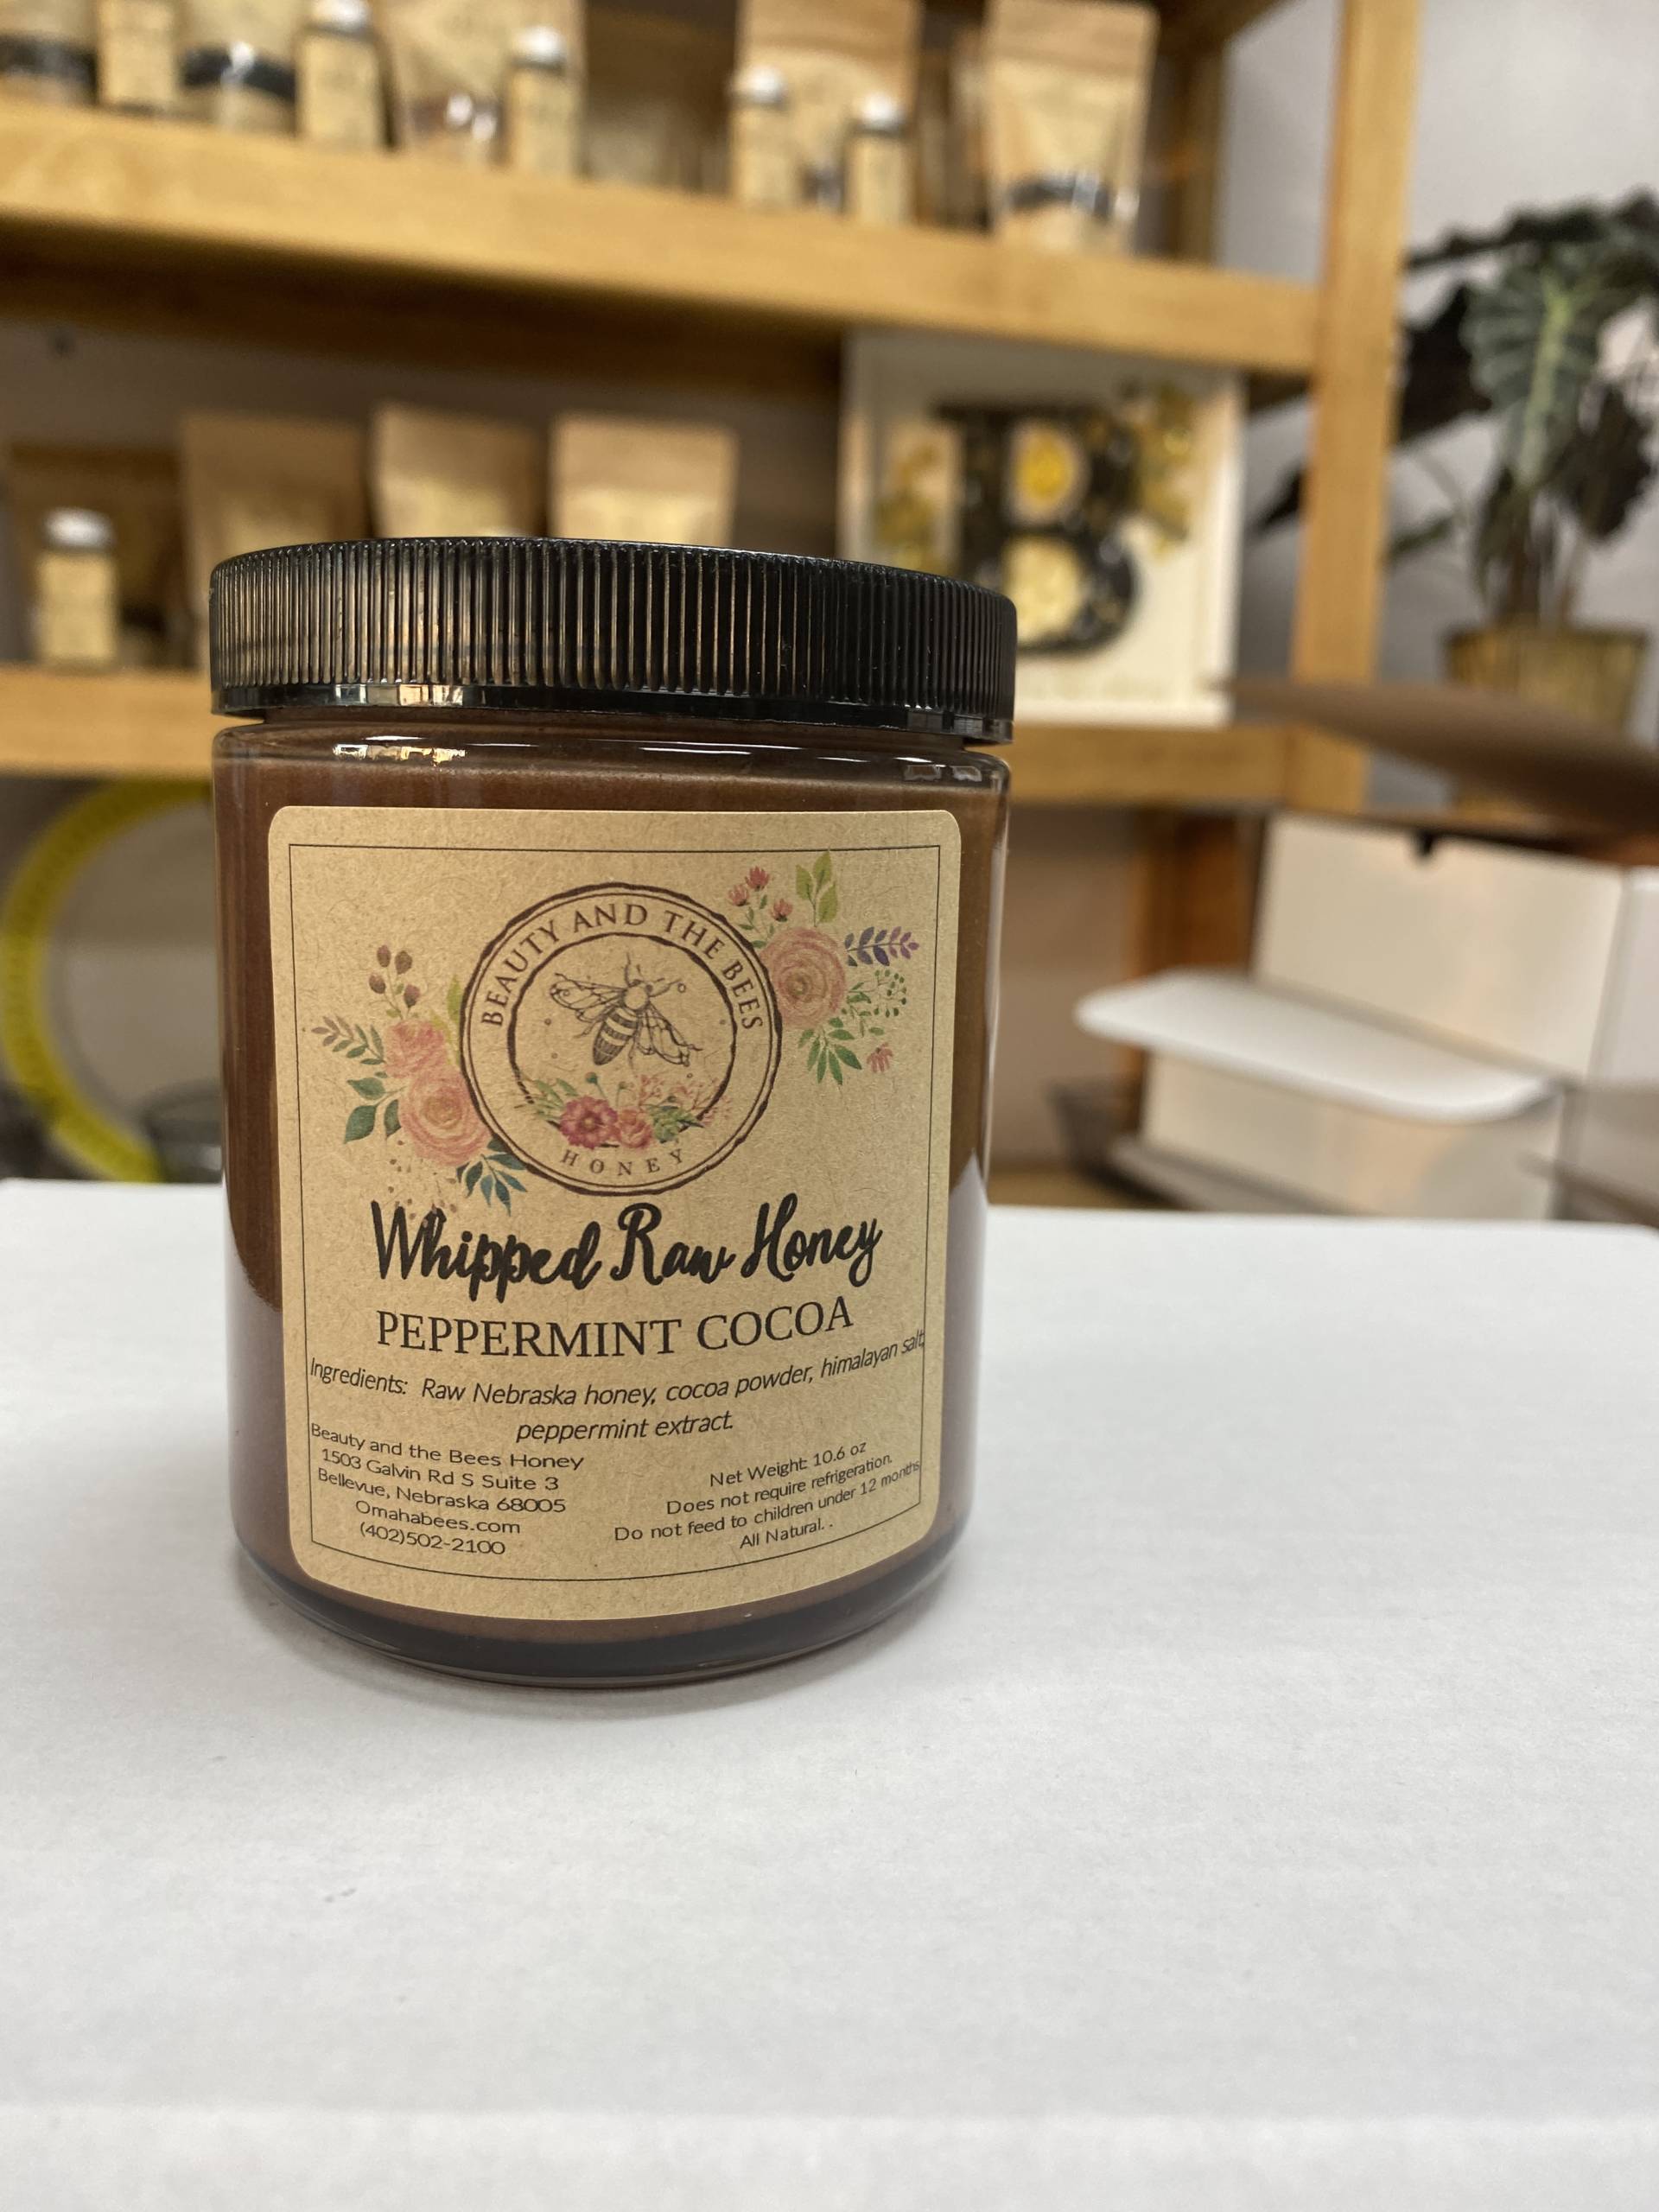 B
BEAUTY AND THE BEES
HONEY
Whipped Raw Honey
PEPPERMINT COCOA
Ingredients: Raw Nebraska honey, cocoa powder, himalayan salt,
peppermint extract.
Beauty and the Bees Honey
1503 Galvin Rd S Suite 3
Bellevue, Nebraska 68005
Omahabees.com
(402)502-2100
Net Weight: 10.6 oz
Does not require refrigeration.
Do not feed to children under 12 months
All Natural. .